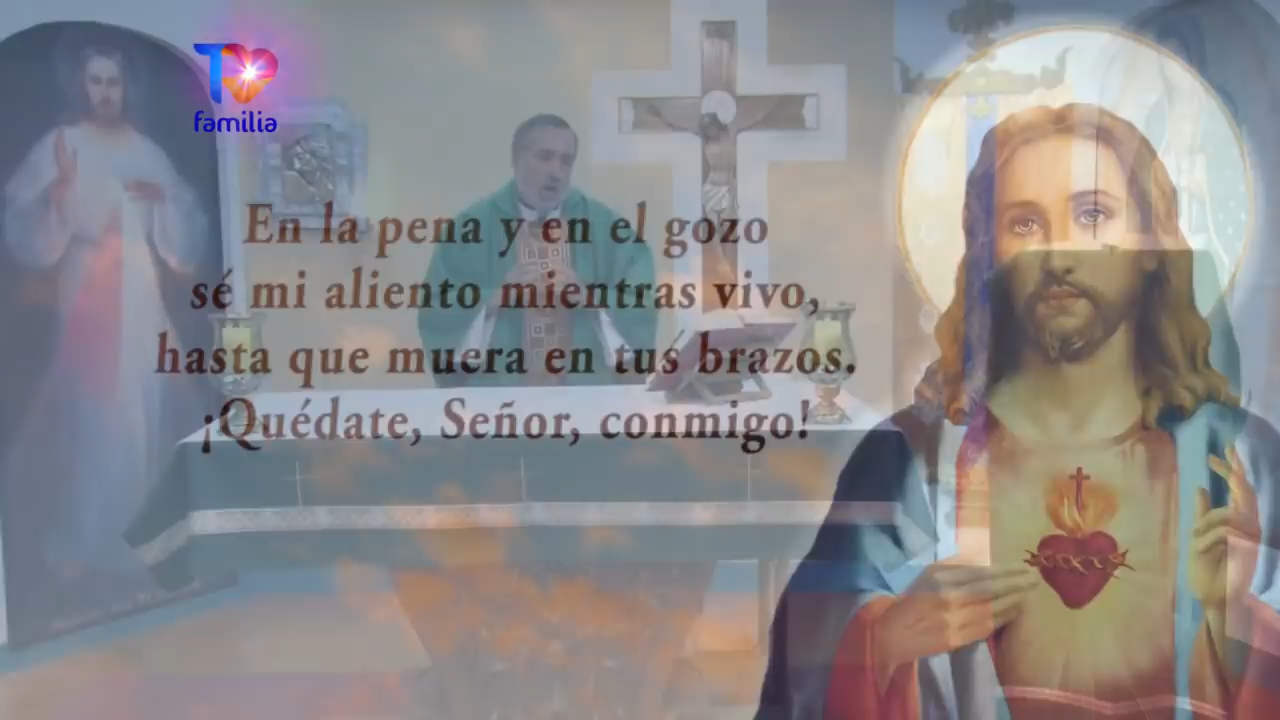 familia
En la pena y en el gozo
sé mi aliento mientras vivo,
hasta que muera en tus brazos.
¡Quédate, Señor, conmigo!